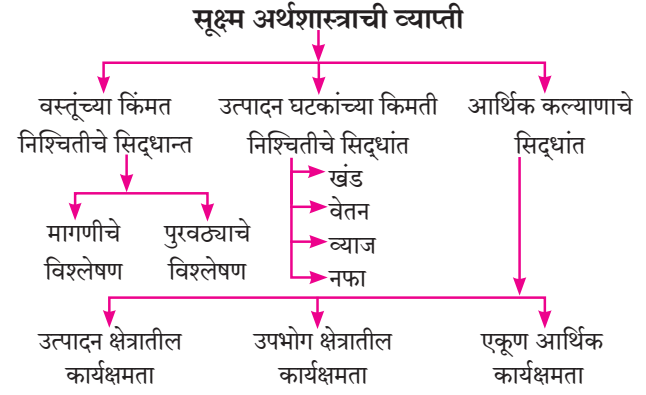 सूक्ष्म अर्थशास्त्राची व्याप्ती
वस्तूंच्या किंमत
निश्चितीचे सिद्धान्त
उत्पादन घटकांच्या किमती
निश्चितीचे सिद्धांत
आर्थिक कल्याणाचे
सिद्धांत
मागणीचे
विश्लेषण
पुरवठ्याचे
विश्लेषण
खंड
वेतन
व्याज
नफा
उत्पादन क्षेत्रातील
कार्यक्षमता
उपभोग क्षेत्रातील
कार्यक्षमता
एकूण आर्थिक
कार्यक्षमता